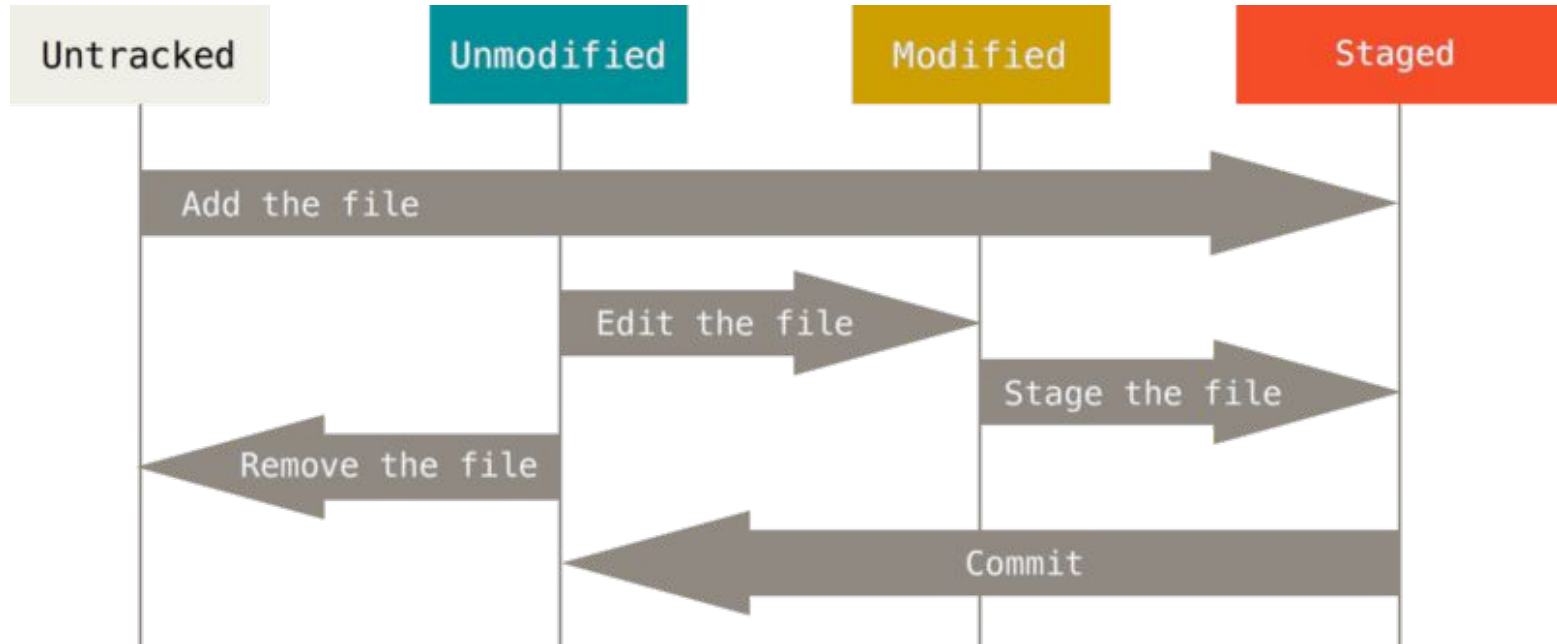 Untracked
Unmodified
Modified
Staged
Add the file
Edit the file
Stage the file
Remove the file
Commit